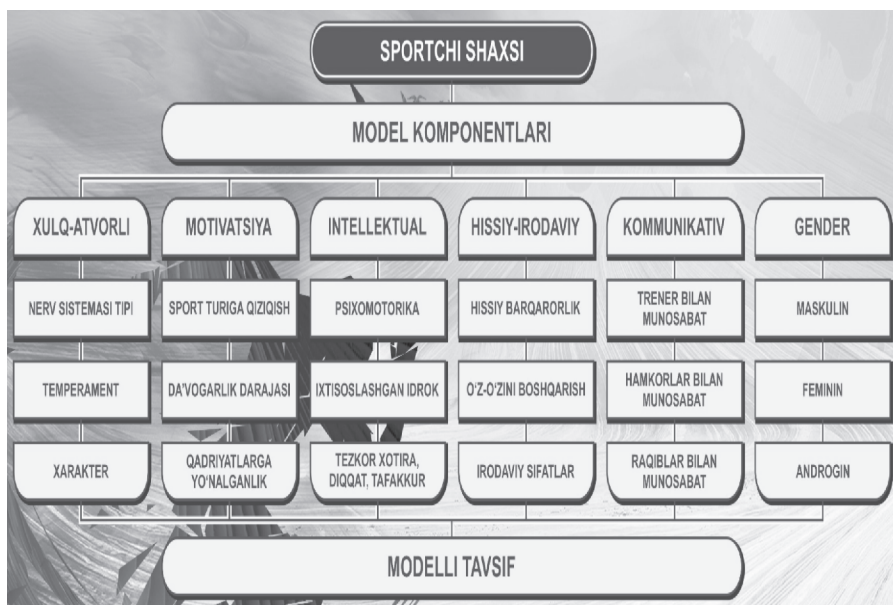 SPORTCHI SHAXSI
MODEL KOMPONENTLARI
XULQ-ATVORLI
MOTIVATSIYA
INTELLEKTUAL
HISSIY-IRODAVIY
KOMMUNIKATIV
GENDER
NERV SISTEMASI TIPI
SPORT TURIGA QIZIQISH
PSIXOMOTORIKA
HISSIY BARQARORLIK
TRENER BILAN
MUNOSABAT
MASKULIN
TEMPERAMENT
DA'VOGARLIK DARAJASI
IXTISOSLASHGAN IDROK
O‘Z-O‘ZINI BOSHQARISH
HAMKORLAR BILAN
MUNOSABAT
FEMININ
XARAKTER
QADRIYATLARGA
YO‘NALGANLIK
TEZKOR XOTIRA,
DIQQAT, TAFAKKUR
IRODAVIY SIFATLAR
RAQIBLAR BILAN
MUNOSABAT
ANDROGIN
MODELLI TAVSIF